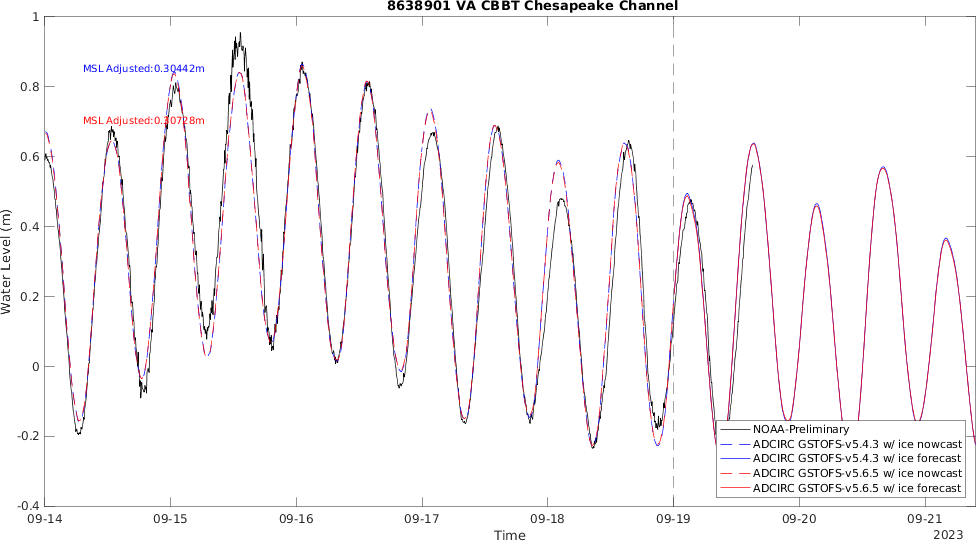 8638901 VA CBBT Chesapeake Channel
1
0.8
0.6
0.4
0.2
0
-0.2
-0.4
Water Level (m)
MSL Adjusted:0.30442m
MSL Adjusted:0.30728m
NOAA-Preliminary
ADCIRC GSTOFS-v5.4.3 w/ ice nowcast
ADCIRC GSTOFS-v5.4.3 w/ ice forecast
ADCIRC GSTOFS-v5.6.5 w/ ice nowcast
ADCIRC GSTOFS-v5.6.5 w/ ice forecast
09-14 09-15 09-16 09-17 09-18 09-19 09-20 09-21
Time
2023